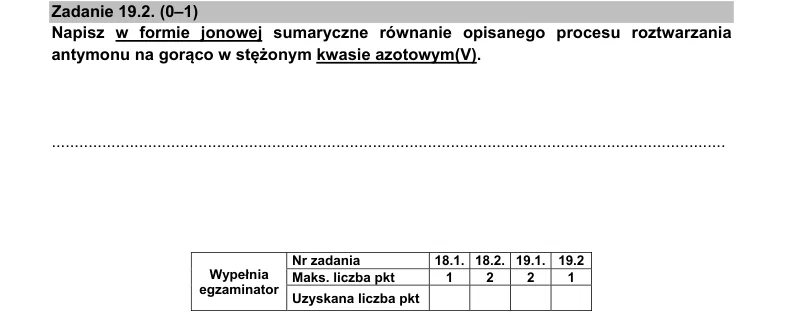 Zadanie 19.2. (0–1)
Napisz w formie jonowej sumaryczne równanie opisanego procesu roztwarzania
antymonu na gorąco w stężonym kwasie azotowym(V).
....................................................................................................................................................
Wypełnia egzaminator
Nr zadania 18.1. 18.2. 19.1. 19.2
Maks. liczba pkt 1 2 2 1
Uzyskana liczba pkt